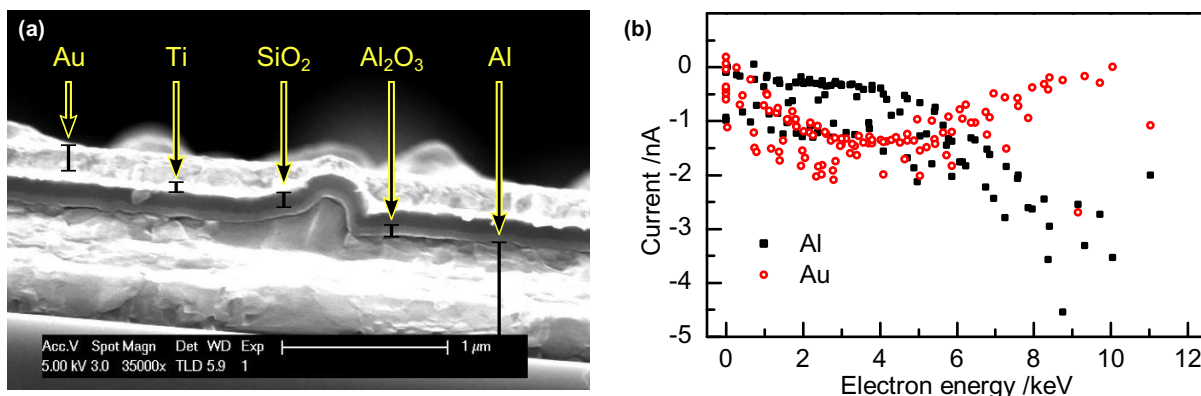 (a)
Au Ti SiO₂ Al₂O₃ Al
Acc.V Spot Magn Det WD Exp
5.00 kV 3.0 35000x TLD 5.9 1
1 μm
(b)
0
-1
-2
-3
-4
-5
Current /nA
Al
Au
0 2 4 6 8 10 12
Electron energy /keV